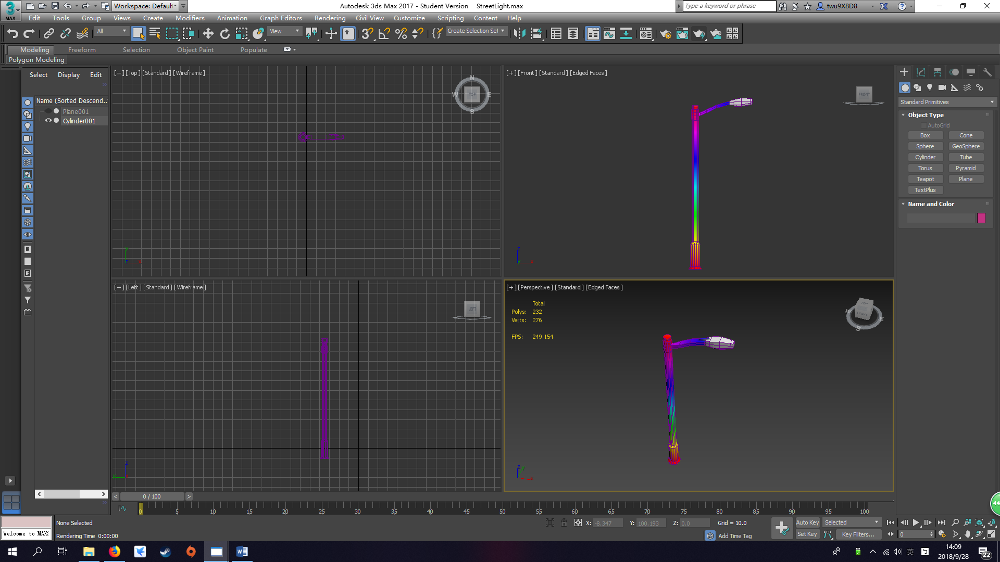 Workspace: Default
Autodesk 3ds Max 2017 - Student Version    StreetLight.max
Type a keyword or phrase
twu9X8D8
3
MAX
Edit Tools Group Views Create Modifiers Animation Graph Editors Rendering Civil View Customize Scripting Content Help
All
View
Create Selection Set
Modeling Freeform Selection Object Paint Populate
Polygon Modeling
Select Display Edit
Name (Sorted Descend..
Plane001
Cylinder001
[+] [Top] [Standard] [Wireframe]
N
W TOP E
S
[+] [Front] [Standard] [Edged Faces]
FRONT
Standard Primitives
Object Type
AutoGrid
Box Cone
Sphere GeoSphere
Cylinder Tube
Torus Pyramid
Teapot Plane
TextPlus
Name and Color
y
z x
z
y x
[+] [Left] [Standard] [Wireframe]
LEFT
z
y
[+] [Perspective] [Standard] [Edged Faces]
Total
Polys: 232
Verts: 276
FPS: 249.154
TOP
FRONT
W E
S
z y
x
0 / 100
0 5 10 15 20 25 30 35 40 45 50 55 60 65 70 75 80 85 90 95 100
44
None Selected
X: -8.347 Y: 100.193 Z: 0.0 Grid = 10.0
Auto Key Selected
Welcome to MAX
Rendering Time 0:00:00
Add Time Tag
Set Key Key Filters... 0
英
14:09
2018/9/28
22